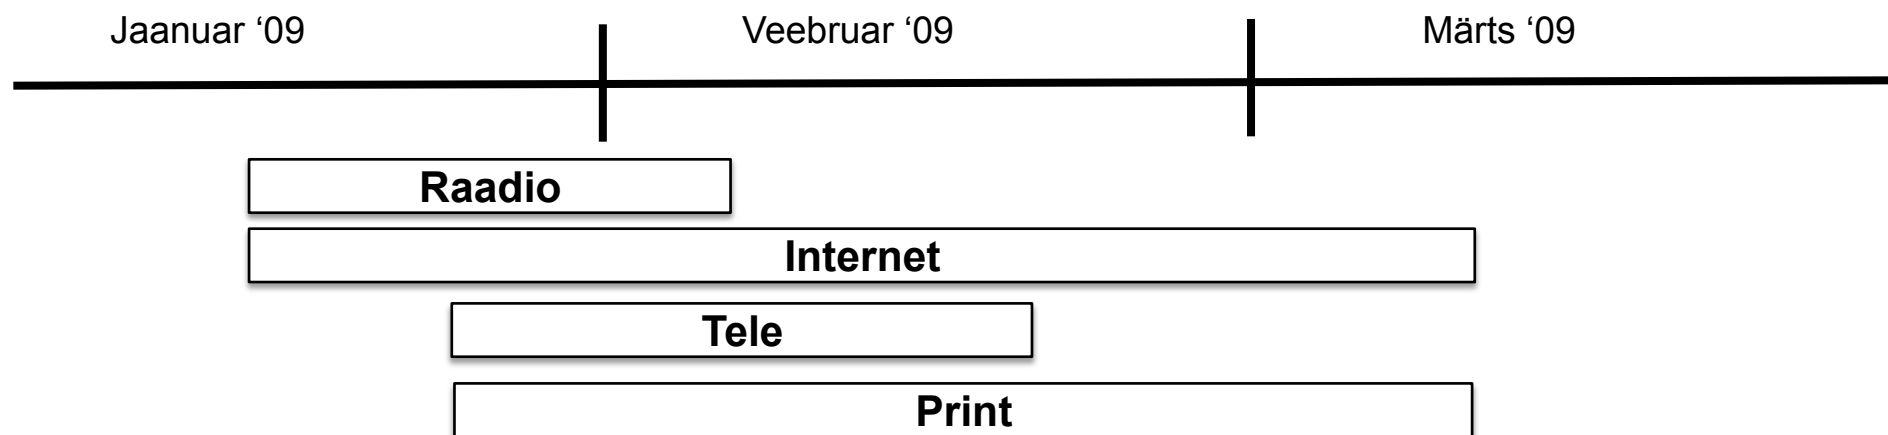 Jaanuar ‘09 Veebruar ‘09 Märts ‘09
Raadio
Internet
Tele
Print